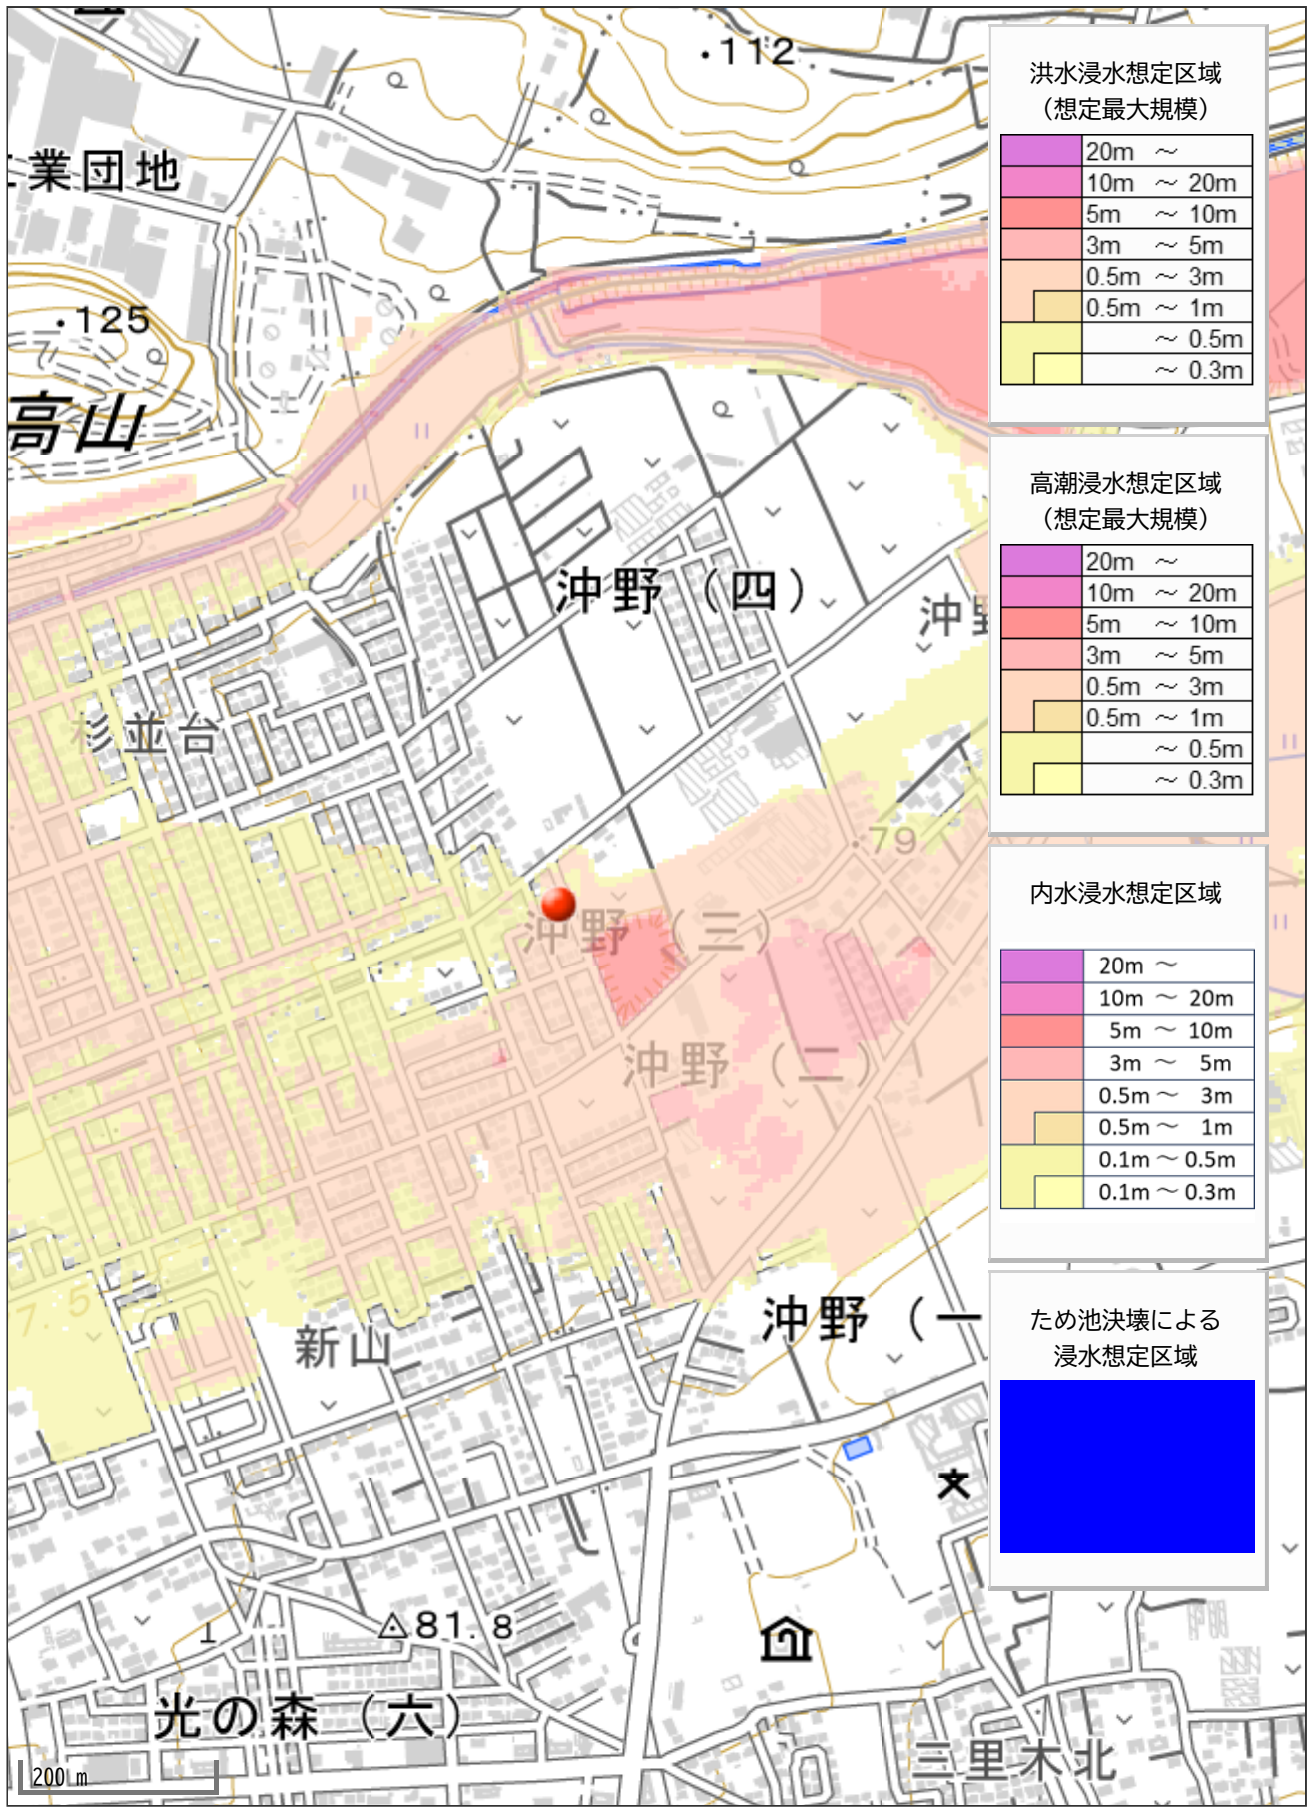 ・112
工業団地
・125
高山
沖野（四）
沖野
杉並台
・79
沖野（三）
沖野（二）
7.5
沖野（一
新山
81.8
光の森（六）
三里木北
200 m
洪水浸水想定区域
（想定最大規模）
20m ～
10m ～ 20m
5m ～ 10m
3m ～ 5m
0.5m ～ 3m
0.5m ～ 1m
～ 0.5m
～ 0.3m
高潮浸水想定区域
（想定最大規模）
20m ～
10m ～ 20m
5m ～ 10m
3m ～ 5m
0.5m ～ 3m
0.5m ～ 1m
～ 0.5m
～ 0.3m
内水浸水想定区域
20m ～
10m ～ 20m
5m ～ 10m
3m ～ 5m
0.5m ～ 3m
0.5m ～ 1m
0.1m ～ 0.5m
0.1m ～ 0.3m
ため池決壊による
浸水想定区域